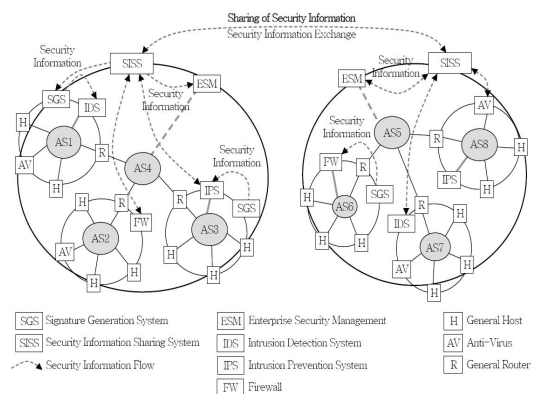 Sharing of Security Information
Security Information Exchange
Security
Information
SISS
ESM
SGS
IDS
Security
Information
H
AS1
AV
R
H
AS4
Security
Information
H
H
R
R
IPS
SGS
FW
AS2
AS3
AV
H
H
H
H
H
SISS
ESM
Security
Information
AV
Security
Information
AS5
H
R
AS8
H
FW
IPS
H
H
SGS
AS6
R
IDS
H
H
AS7
AV
H
H
H
SGS Signature Generation System
SISS Security Information Sharing System
Security Information Flow
ESM Enterprise Security Management
IDS Intrusion Detection System
IPS Intrusion Prevention System
FW Firewall
H General Host
AV Anti-Virus
R General Router